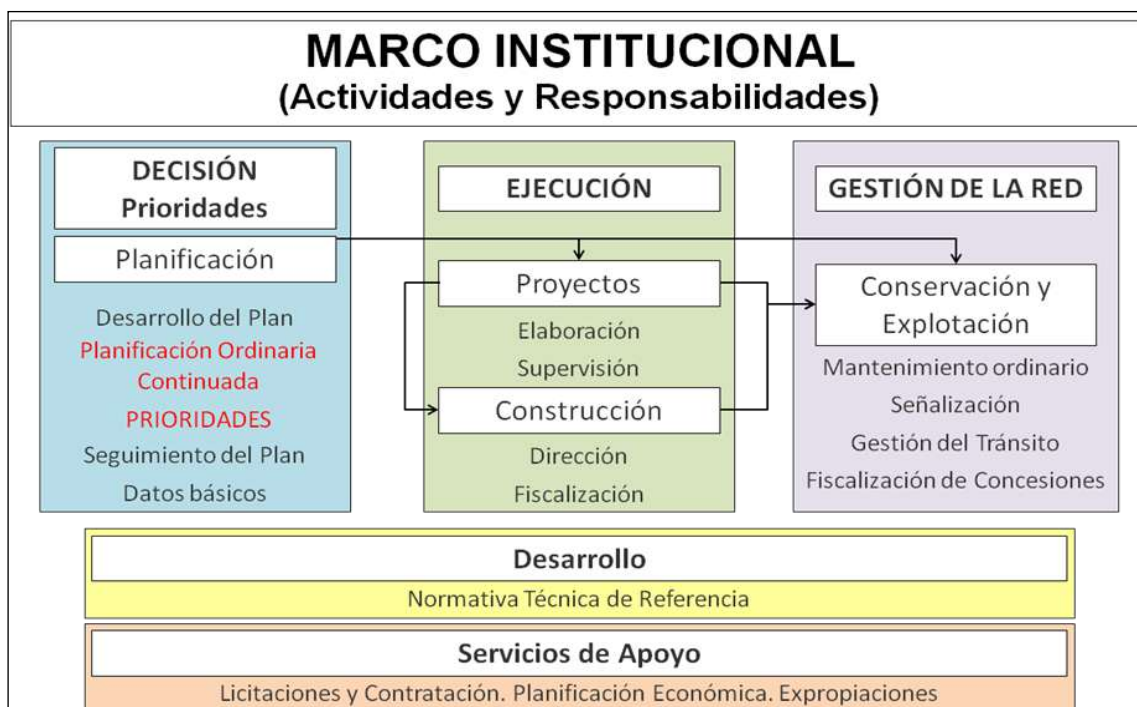 MARCO INSTITUCIONAL
(Actividades y Responsabilidades)
DECISIÓN
Prioridades
Planificación
Desarrollo del Plan
Planificación Ordinaria
Continuada
PRIORIDADES
Seguimiento del Plan
Datos básicos
EJECUCIÓN
Proyectos
Elaboración
Supervisión
Construcción
Dirección
Fiscalización
GESTIÓN DE LA RED
Conservación y
Explotación
Mantenimiento ordinario
Señalización
Gestión del Tránsito
Fiscalización de Concesiones
Desarrollo
Normativa Técnica de Referencia
Servicios de Apoyo
Licitaciones y Contratación. Planificación Económica. Expropiaciones